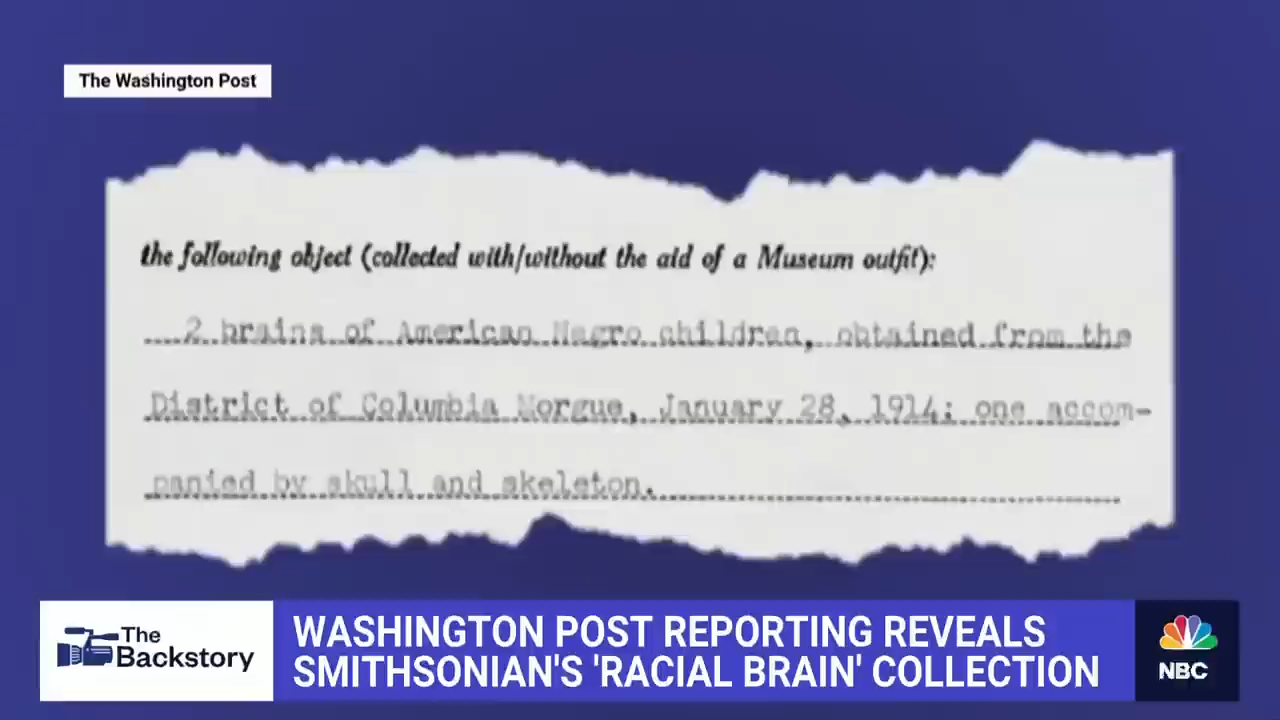 The Washington Post
the following object (collected with/without the aid of a Museum outfit):
2 brains of American Negro children, obtained from the
District of Columbia Morgue, January 28, 1914; one accom-
panied by skull and skeleton.
The
Backstory
WASHINGTON POST REPORTING REVEALS
SMITHSONIAN'S 'RACIAL BRAIN' COLLECTION
NBC